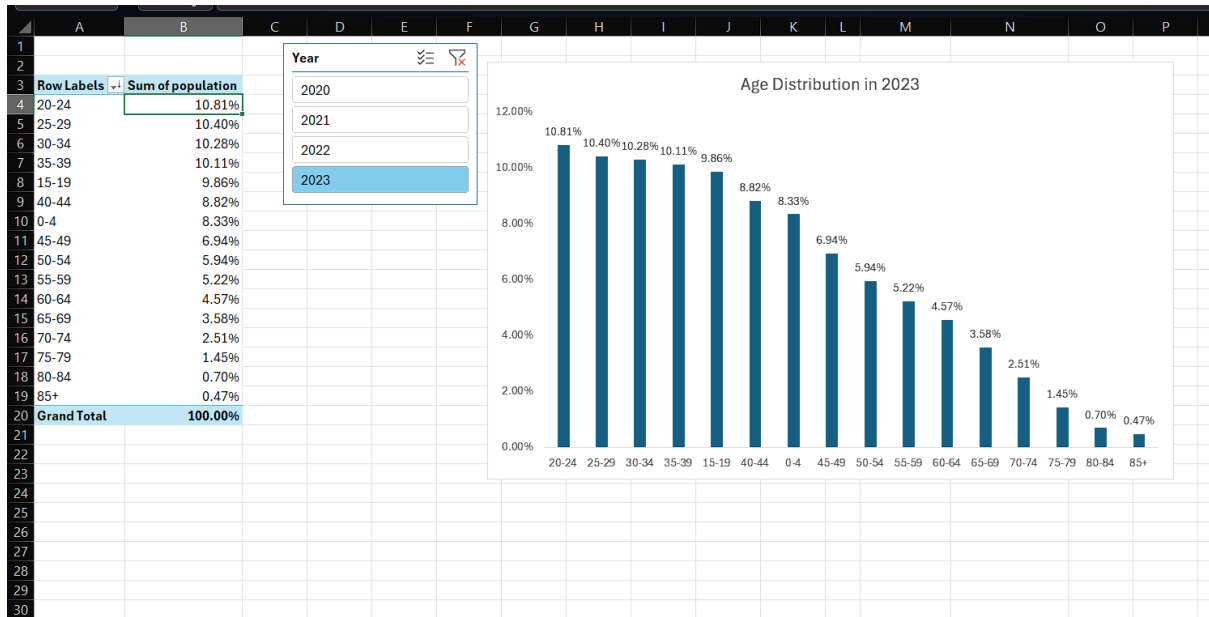 A B C D E F G H I J K L M N O P
1
2
3 Row Labels Sum of population
4 20-24 10.81%
5 25-29 10.40%
6 30-34 10.28%
7 35-39 10.11%
8 15-19 9.86%
9 40-44 8.82%
10 0-4 8.33%
11 45-49 6.94%
12 50-54 5.94%
13 55-59 5.22%
14 60-64 4.57%
15 65-69 3.58%
16 70-74 2.51%
17 75-79 1.45%
18 80-84 0.70%
19 85+ 0.47%
20 Grand Total 100.00%
21
22
23
24
25
26
27
28
29
30
Year
2020
2021
2022
2023
Age Distribution in 2023
12.00%
10.00%
8.00%
6.00%
4.00%
2.00%
0.00%
10.81% 10.40% 10.28% 10.11% 9.86% 8.82% 8.33% 6.94% 5.94% 5.22% 4.57% 3.58% 2.51% 1.45% 0.70% 0.47%
20-24 25-29 30-34 35-39 15-19 40-44 0-4 45-49 50-54 55-59 60-64 65-69 70-74 75-79 80-84 85+